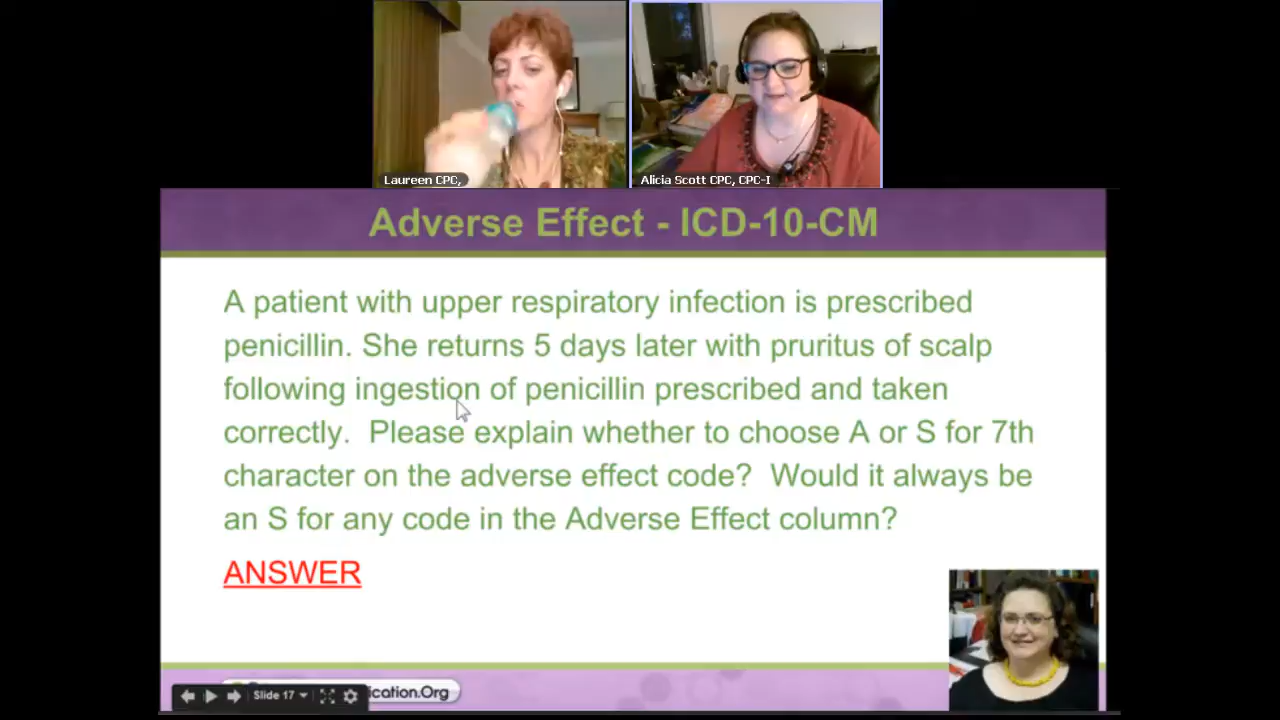 Laureen CPC,
Alicia Scott CPC, CPC-I
Adverse Effect - ICD-10-CM
A patient with upper respiratory infection is prescribed
penicillin. She returns 5 days later with pruritus of scalp
following ingestion of penicillin prescribed and taken
correctly. Please explain whether to choose A or S for 7th
character on the adverse effect code? Would it always be
an S for any code in the Adverse Effect column?
ANSWER
Slide 17
ication.Org